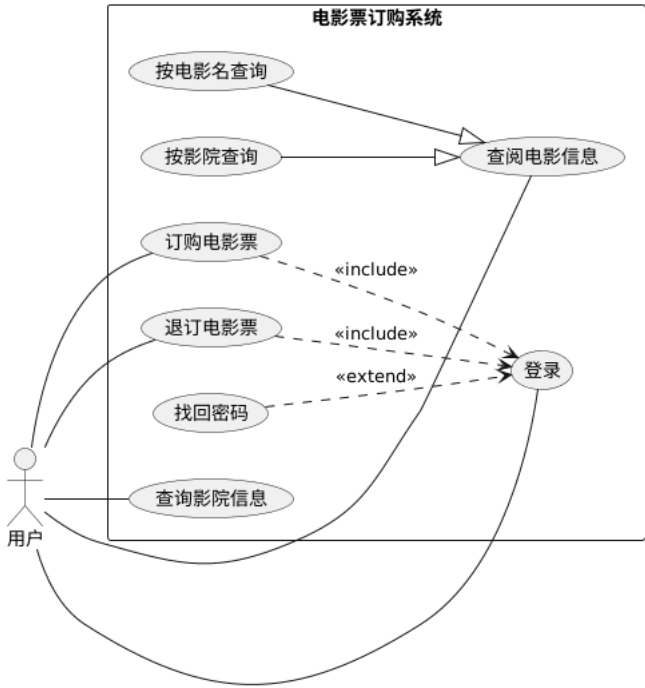 电影票订购系统
按电影名查询
按影院查询
查阅电影信息
订购电影票
«include»
退订电影票
«include»
«extend»
登录
找回密码
查询影院信息
用户